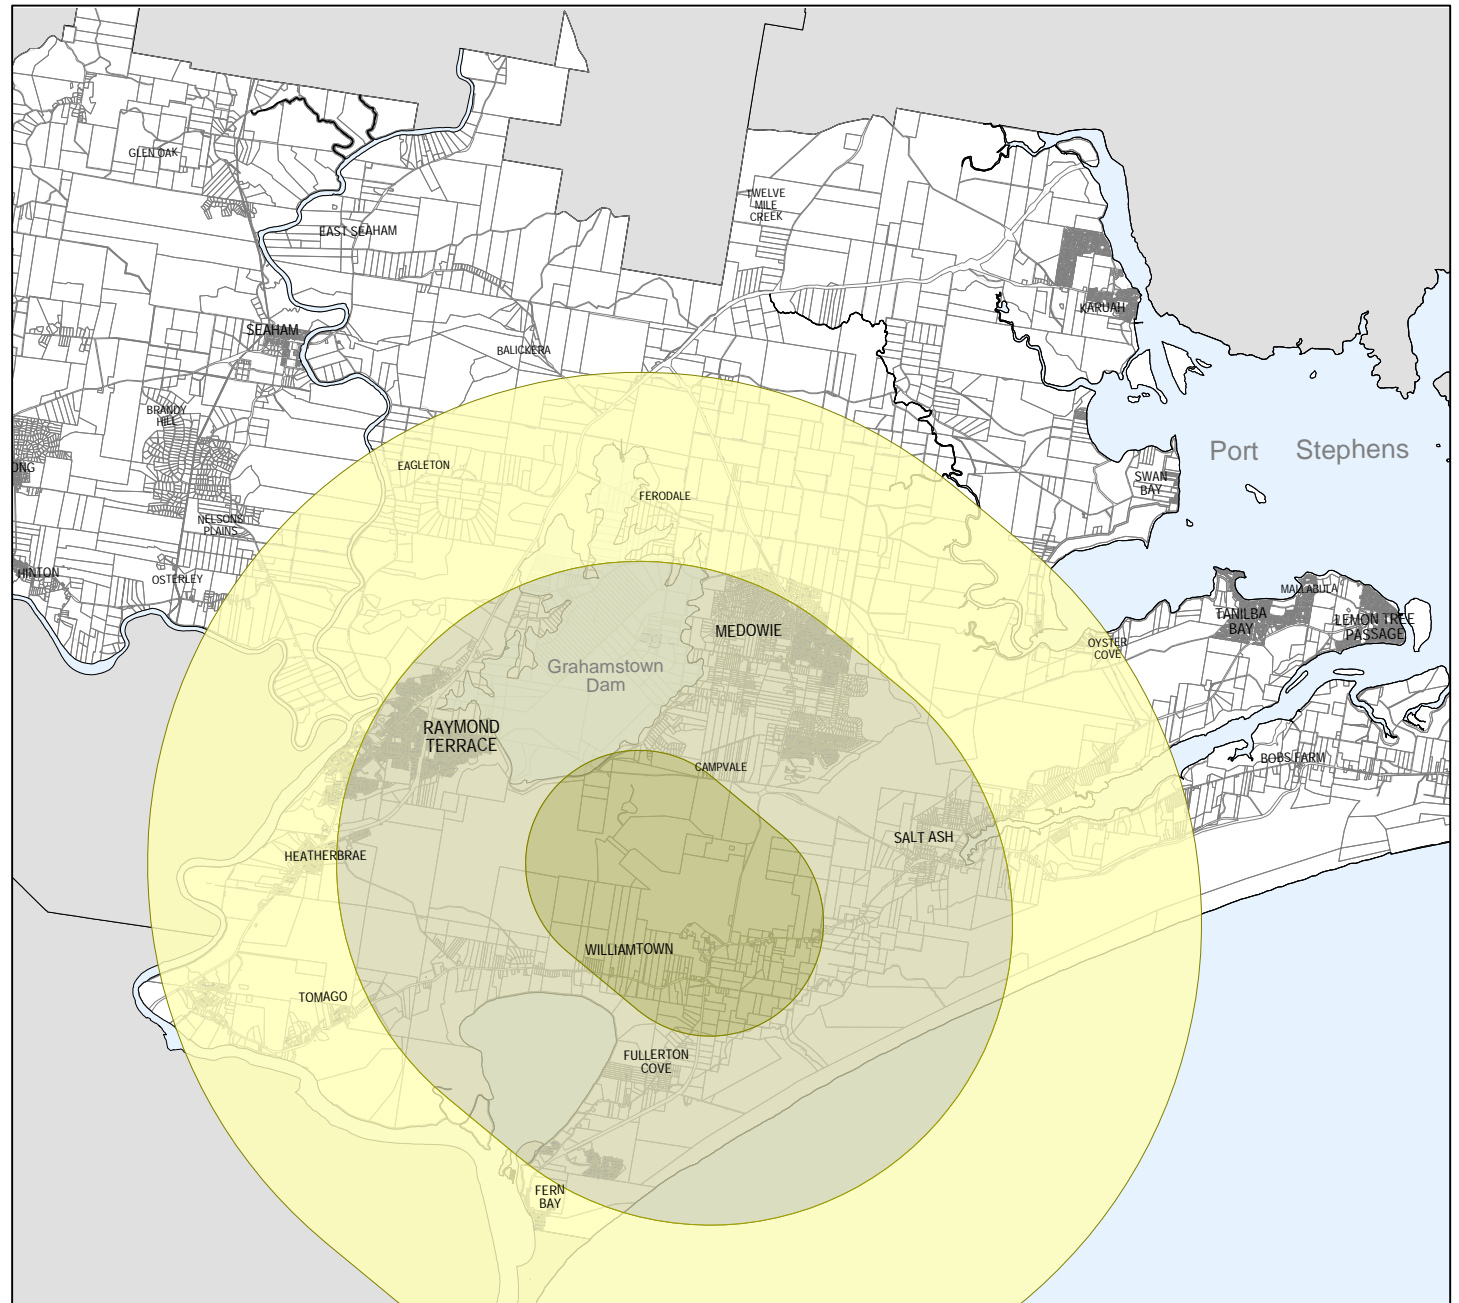 GLEN OAK
TWELVE
MILE
CREEK
EAST SEAHAM
KARUAH
SEAHAM
BALICKERA
BRANDY
HILL
Port Stephens
EAGLETON
ONG
SWAN
BAY
FERODALE
NELSONS
PLAINS
HINTON
OSTERLEY
MALLABULA
TANILBA
BAY
LEMON TREE
PASSAGE
MEDOWIE
OYSTER
COVE
Grahamstown
Dam
RAYMOND
TERRACE
CAMPVALE
BOBS FARM
SALT ASH
HEATHERBRAE
WILLIAMTOWN
TOMAGO
FULLERTON
COVE
FERN
BAY